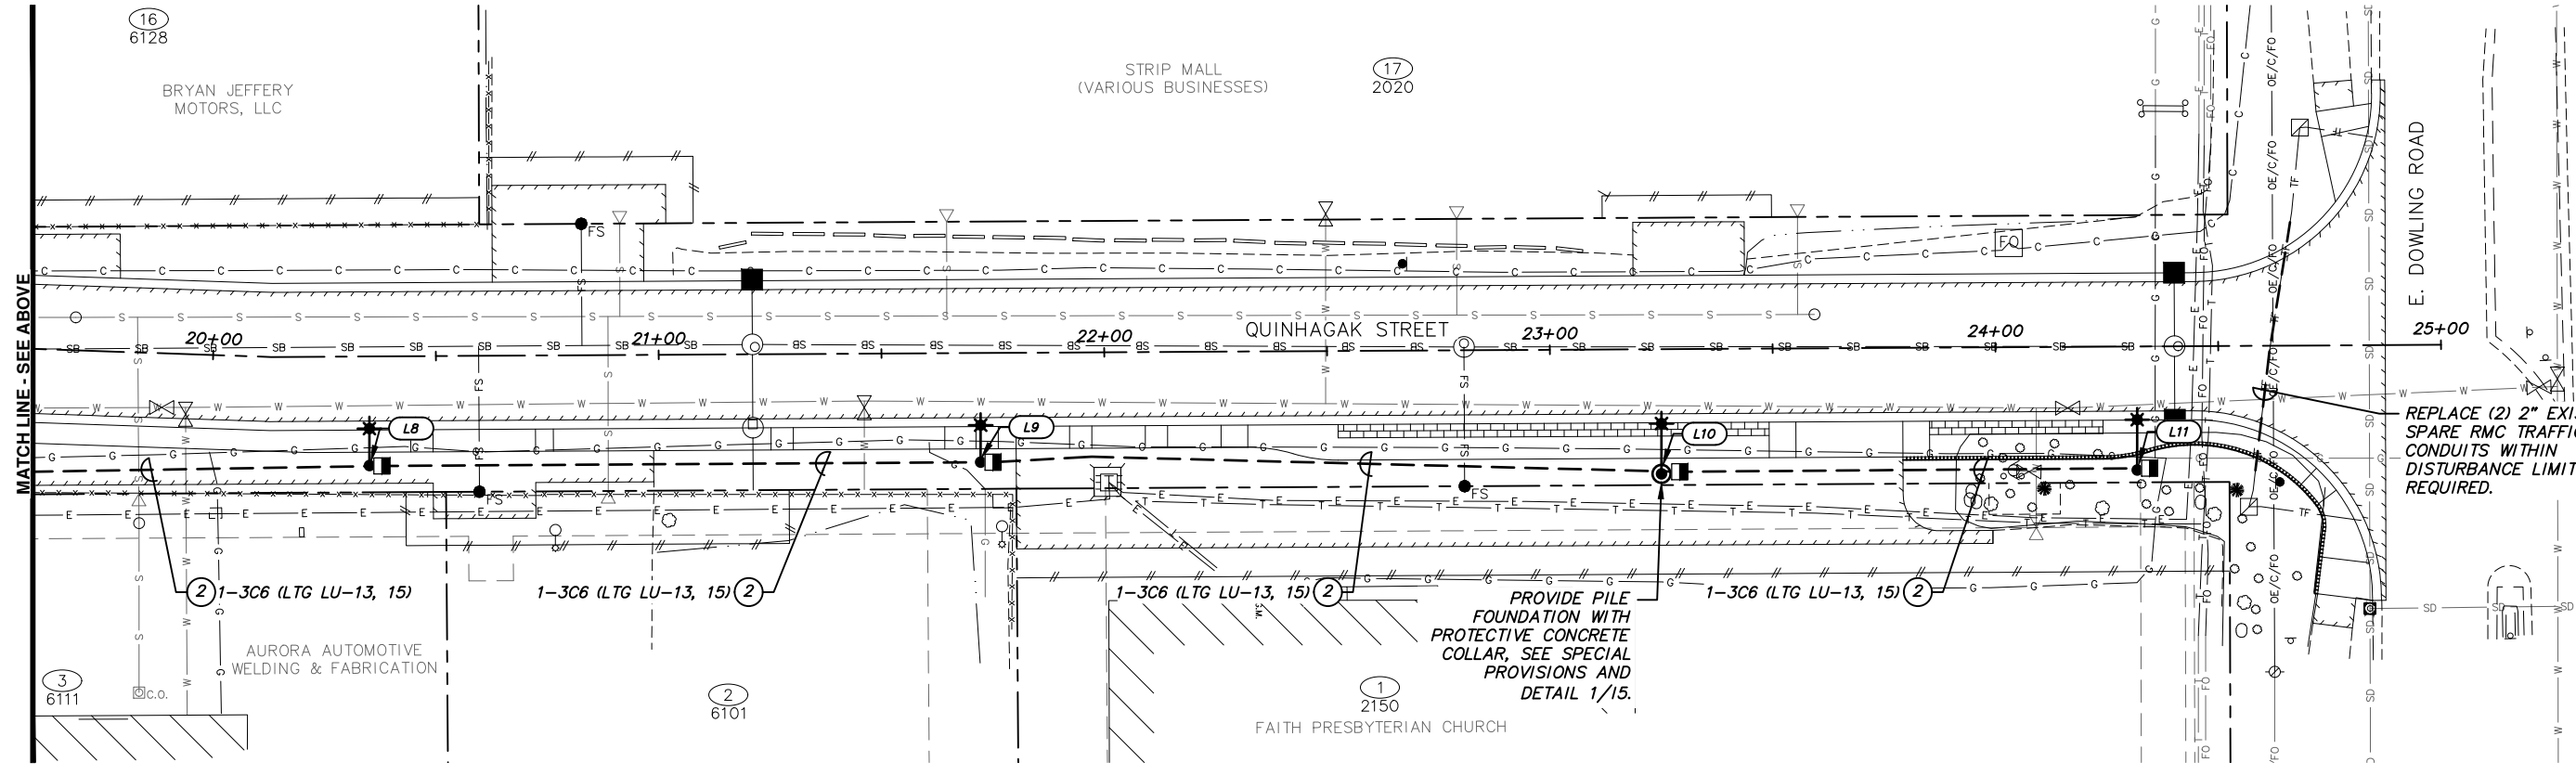 16
6128
BRYAN JEFFERY
MOTORS, LLC
STRIP MALL
(VARIOUS BUSINESSES)
17
2020
E. DOWLING ROAD
MATCH LINE - SEE ABOVE
QUINHAGAK STREET
20+00
21+00
22+00
23+00
24+00
25+00
FS
FO
L8
L9
L10
L11
REPLACE (2) 2" EXIS
SPARE RMC TRAFFIC
CONDUITS WITHIN
DISTURBANCE LIMIT
REQUIRED.
FS
FS
2 1-3C6 (LTG LU-13, 15)
1-3C6 (LTG LU-13, 15) 2
1-3C6 (LTG LU-13, 15) 2
1-3C6 (LTG LU-13, 15) 2
PROVIDE PILE
FOUNDATION WITH
PROTECTIVE CONCRETE
COLLAR, SEE SPECIAL
PROVISIONS AND
DETAIL 1/15.
AURORA AUTOMOTIVE
WELDING & FABRICATION
3
6111
C.O.
2
6101
1
2150
FAITH PRESBYTERIAN CHURCH